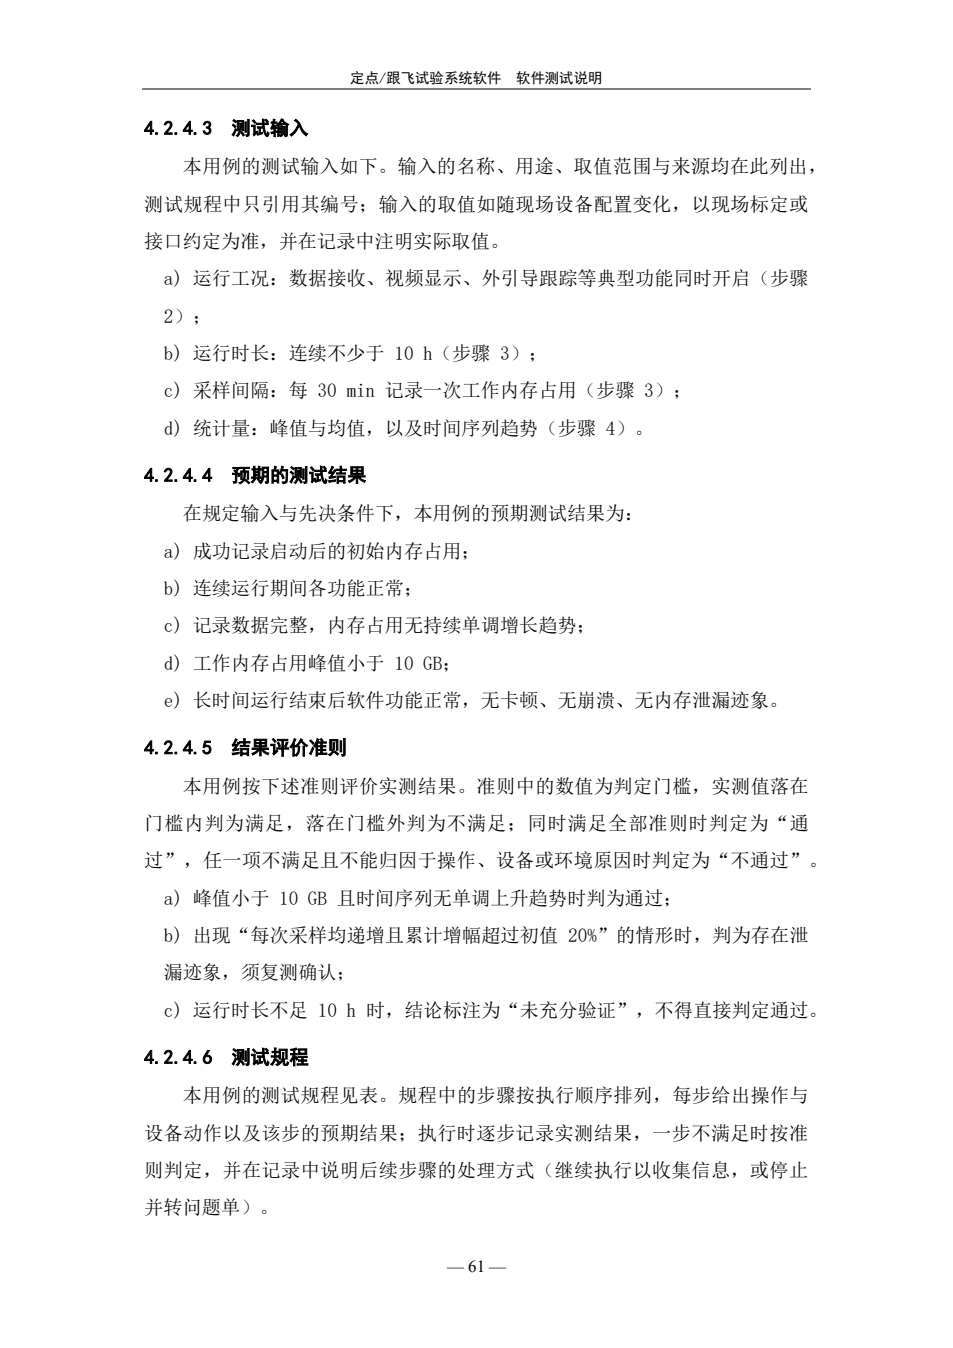 定点/跟飞试验系统软件　软件测试说明
4.2.4.3　测试输入
本用例的测试输入如下。输入的名称、用途、取值范围与来源均在此列出，
测试规程中只引用其编号；输入的取值如随现场设备配置变化，以现场标定或
接口约定为准，并在记录中注明实际取值。
a）运行工况：数据接收、视频显示、外引导跟踪等典型功能同时开启（步骤
2）；
b）运行时长：连续不少于 10 h（步骤 3）；
c）采样间隔：每 30 min 记录一次工作内存占用（步骤 3）；
d）统计量：峰值与均值，以及时间序列趋势（步骤 4）。
4.2.4.4　预期的测试结果
在规定输入与先决条件下，本用例的预期测试结果为：
a）成功记录启动后的初始内存占用；
b）连续运行期间各功能正常；
c）记录数据完整，内存占用无持续单调增长趋势；
d）工作内存占用峰值小于 10 GB；
e）长时间运行结束后软件功能正常，无卡顿、无崩溃、无内存泄漏迹象。
4.2.4.5　结果评价准则
本用例按下述准则评价实测结果。准则中的数值为判定门槛，实测值落在
门槛内判为满足，落在门槛外判为不满足；同时满足全部准则时判定为“通
过”，任一项不满足且不能归因于操作、设备或环境原因时判定为“不通过”。
a）峰值小于 10 GB 且时间序列无单调上升趋势时判为通过；
b）出现“每次采样均递增且累计增幅超过初值 20%”的情形时，判为存在泄
漏迹象，须复测确认；
c）运行时长不足 10 h 时，结论标注为“未充分验证”，不得直接判定通过。
4.2.4.6　测试规程
本用例的测试规程见表。规程中的步骤按执行顺序排列，每步给出操作与
设备动作以及该步的预期结果；执行时逐步记录实测结果，一步不满足时按准
则判定，并在记录中说明后续步骤的处理方式（继续执行以收集信息，或停止
并转问题单）。
— 61 —